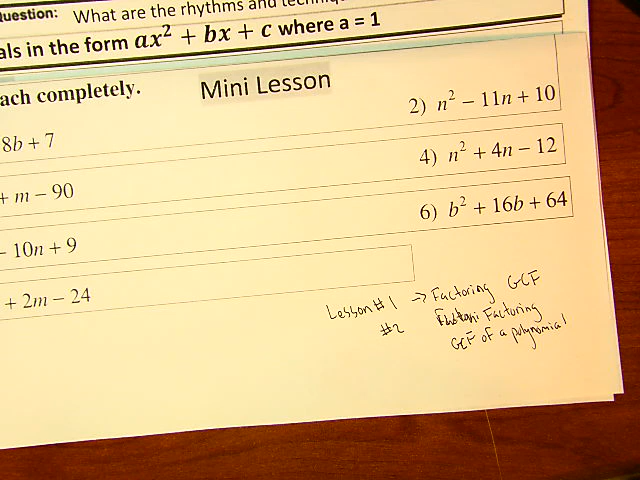 uestion: What are the rhythms and techniqu
als in the form ax² + bx + c where a = 1
ach completely. Mini Lesson
8b + 7
2) n² − 11n + 10
+ m − 90
4) n² + 4n − 12
− 10n + 9
6) b² + 16b + 64
+ 2m − 24
Lesson #1 → Factoring GCF
#2 Factoring
GCF of a polynomial